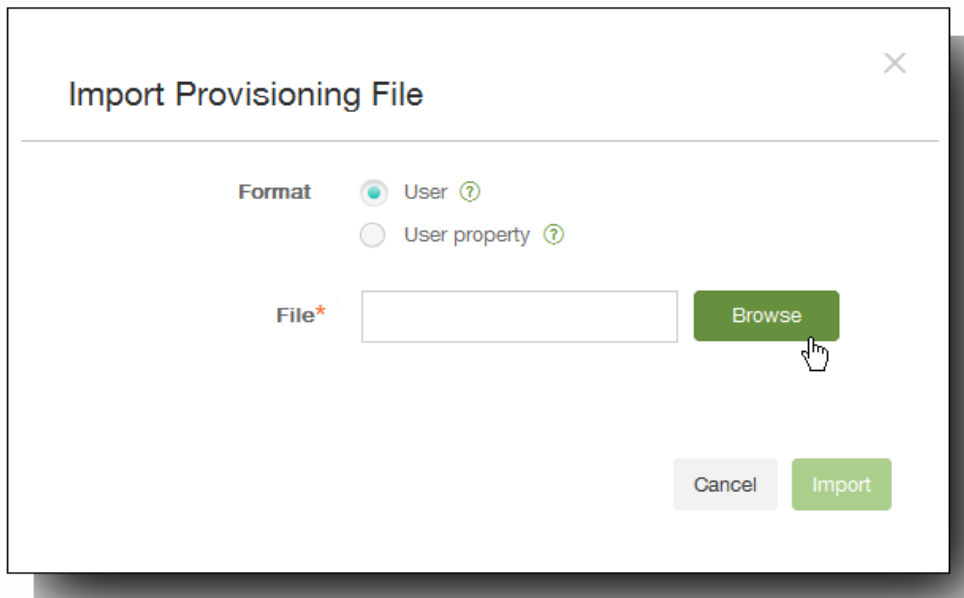 Import Provisioning File
Format User ?
User property ?
File* Browse
Cancel Import